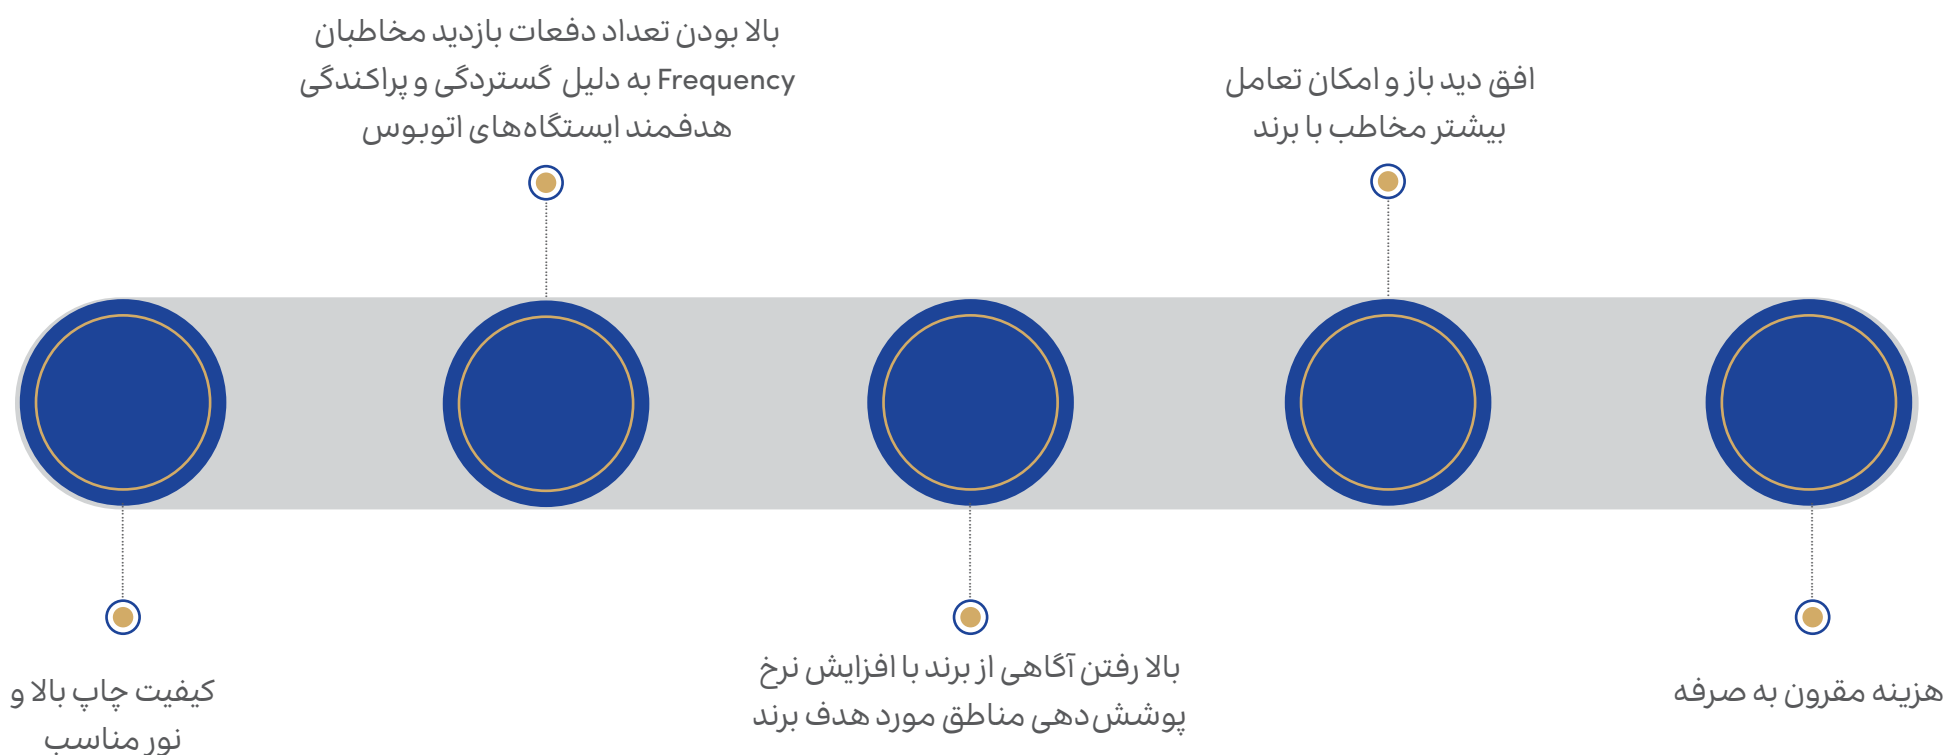 هزینه مقرون به صرفه
افق دید باز و امکان تعامل
بیشتر مخاطب با برند
بالا رفتن آگاهی از برند با افزایش نرخ
پوشش‌دهی مناطق مورد هدف برند
بالا بودن تعداد دفعات بازدید مخاطبان
Frequency به دلیل گستردگی و پراکندگی
هدفمند ایستگاه‌های اتوبوس
کیفیت چاپ بالا و
نور مناسب